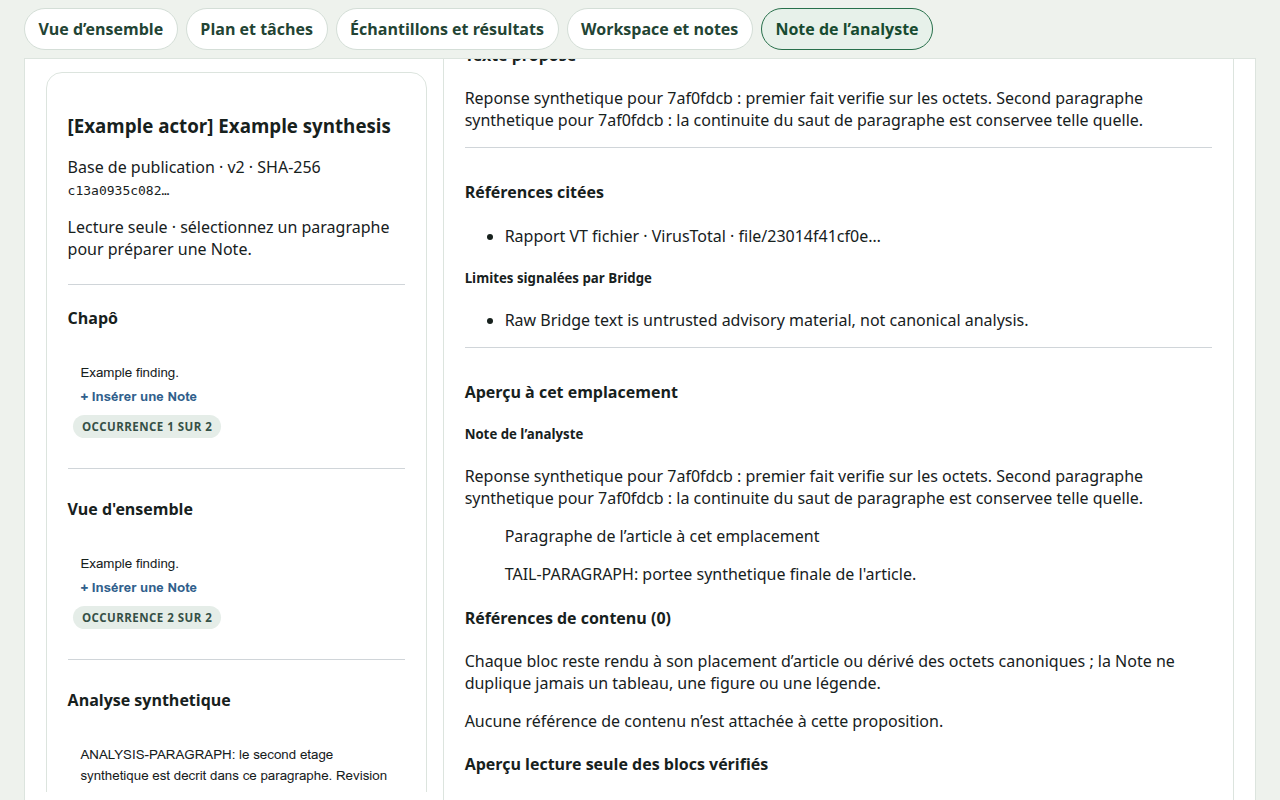 Vue d’ensemble
Plan et tâches
Échantillons et résultats
Workspace et notes
Note de l’analyste
[Example actor] Example synthesis
Base de publication · v2 · SHA-256
c13a0935c082…
Lecture seule · sélectionnez un paragraphe
pour préparer une Note.
Chapô
Example finding.
+ Insérer une Note
OCCURRENCE 1 SUR 2
Vue d'ensemble
Example finding.
+ Insérer une Note
OCCURRENCE 2 SUR 2
Analyse synthetique
ANALYSIS-PARAGRAPH: le second etage
synthetique est decrit dans ce paragraphe. Revision
Texte proposé
Reponse synthetique pour 7af0fdcb : premier fait verifie sur les octets. Second paragraphe
synthetique pour 7af0fdcb : la continuite du saut de paragraphe est conservee telle quelle.
Références citées
Rapport VT fichier · VirusTotal · file/23014f41cf0e…
Limites signalées par Bridge
Raw Bridge text is untrusted advisory material, not canonical analysis.
Aperçu à cet emplacement
Note de l’analyste
Reponse synthetique pour 7af0fdcb : premier fait verifie sur les octets. Second paragraphe
synthetique pour 7af0fdcb : la continuite du saut de paragraphe est conservee telle quelle.
Paragraphe de l’article à cet emplacement
TAIL-PARAGRAPH: portee synthetique finale de l'article.
Références de contenu (0)
Chaque bloc reste rendu à son placement d’article ou dérivé des octets canoniques ; la Note ne
duplique jamais un tableau, une figure ou une légende.
Aucune référence de contenu n’est attachée à cette proposition.
Aperçu lecture seule des blocs vérifiés